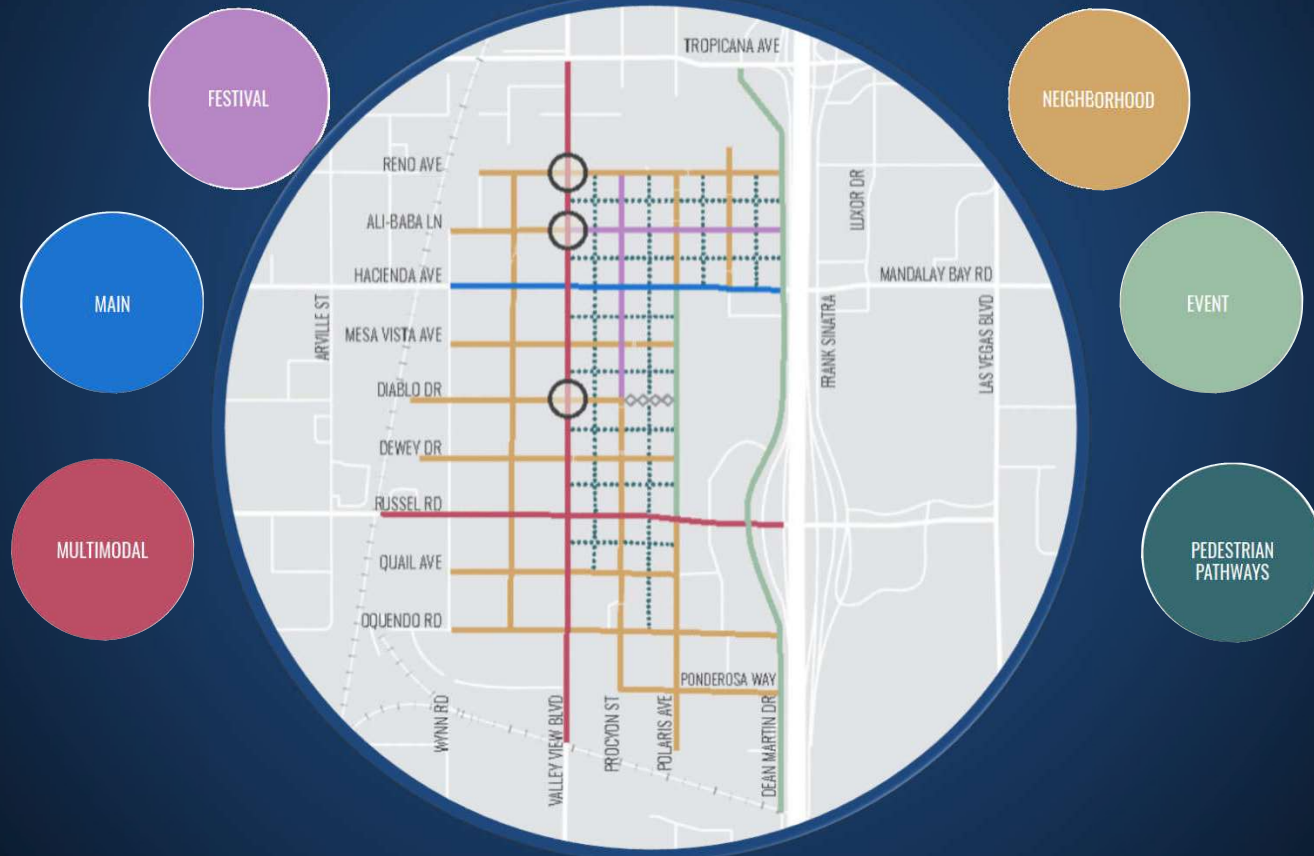 FESTIVAL
MAIN
MULTIMODAL
TROPICANA AVE
RENO AVE
ALI-BABA LN
HACIENDA AVE
MESA VISTA AVE
DIABLO DR
DEWEY DR
RUSSEL RD
QUAIL AVE
OQUENDO RD
PONDEROSA WAY
ARVILLE ST
WYNN RD
VALLEY VIEW BLVD
PROCYON ST
POLARIS AVE
DEAN MARTIN DR
LUXOR DR
MANDALAY BAY RD
FRANK SINATRA
LAS VEGAS BLVD
NEIGHBORHOOD
EVENT
PEDESTRIAN
PATHWAYS